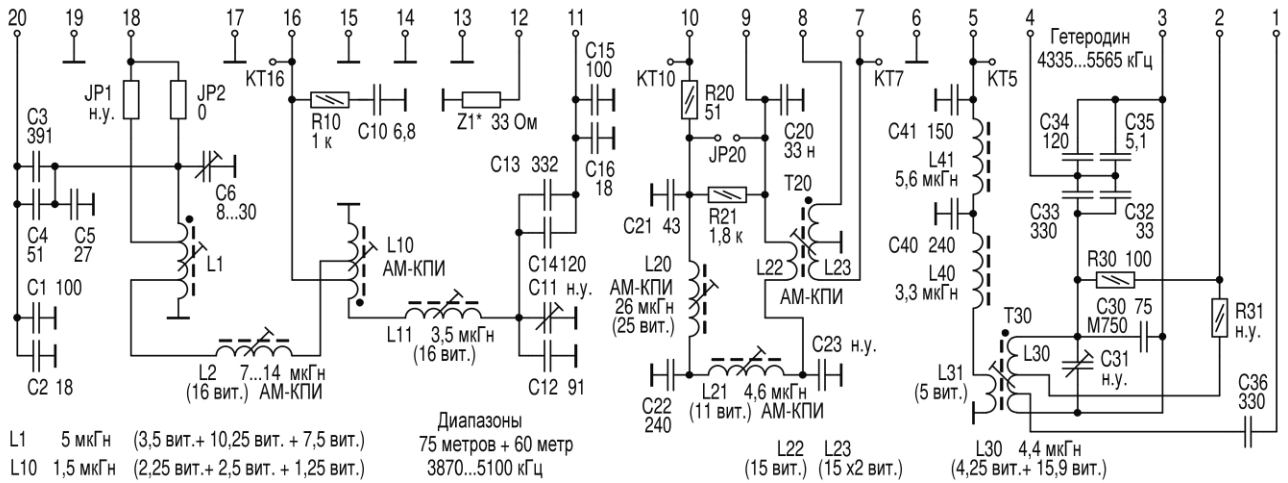 20 19 18 17 16 15 14 13 12 11 10 9 8 7 6 5 4 3 2 1
JP1
н.у.
JP2
0
C3
391
C4
51
C5
27
C6
8...30
C1 100
C2 18
L1
L2
(16 вит.)
7...14 мкГн
АМ-КПИ
КТ16
R10
1 к
C10 6,8
L10
АМ-КПИ
L11
3,5 мкГн
(16 вит.)
Z1* 33 Ом
C15
100
C16
18
C13 332
C14 120
C11 н.у.
C12 91
КТ10
R20
51
JP20
C20
33 н
C21 43
R21
1,8 к
T20
L22
L23
АМ-КПИ
L20
АМ-КПИ
26 мкГн
(25 вит.)
C22
240
L21
(11 вит.)
4,6 мкГн
АМ-КПИ
C23 н.у.
КТ7
КТ5
C41 150
L41
5,6 мкГн
C40 240
L40
3,3 мкГн
L31
(5 вит.)
T30
L30
Гетеродин
4335...5565 кГц
C34
120
C35
5,1
C33
330
C32
33
R30 100
C30 75
M750
C31
н.у.
R31
н.у.
C36
330
L1 5 мкГн (3,5 вит.+ 10,25 вит. + 7,5 вит.)
L10 1,5 мкГн (2,25 вит.+ 2,5 вит. + 1,25 вит.)
Диапазоны
75 метров + 60 метр
3870...5100 кГц
L22
(15 вит.)
L23
(15 x2 вит.)
L30 4,4 мкГн
(4,25 вит.+ 15,9 вит.)